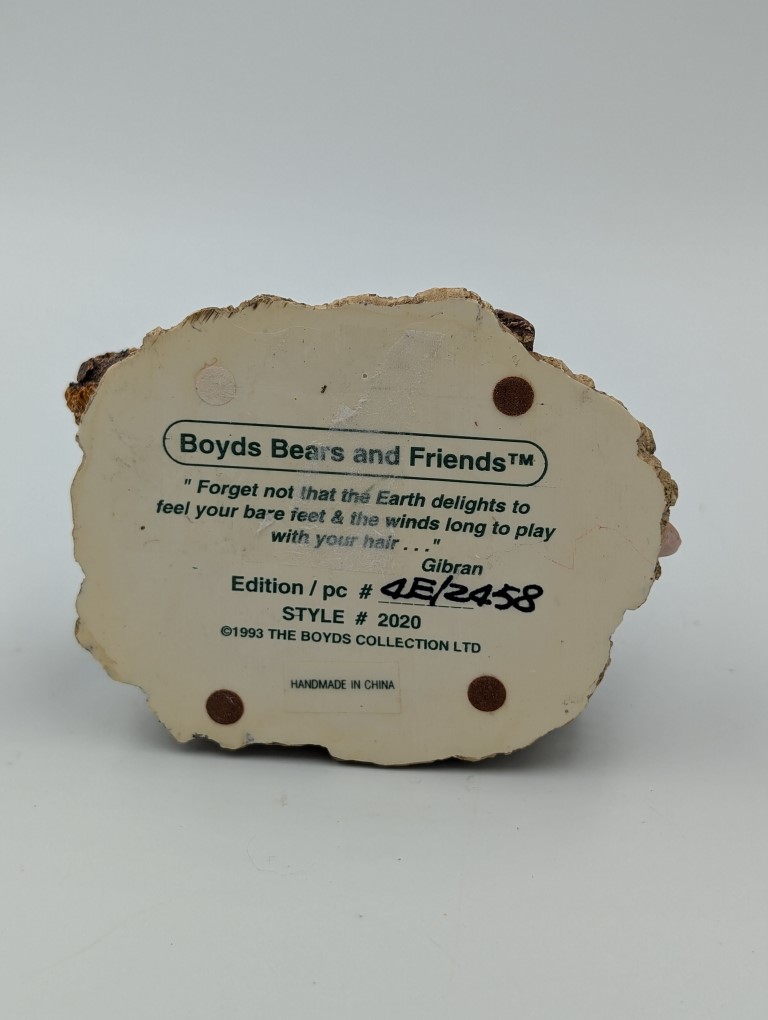 Boyds Bears and Friends™
" Forget not that the Earth delights to
feel your bare feet & the winds long to play
with your hair . . ."
Gibran
Edition / pc # 4E/2458
STYLE # 2020
©1993 THE BOYDS COLLECTION LTD
HANDMADE IN CHINA